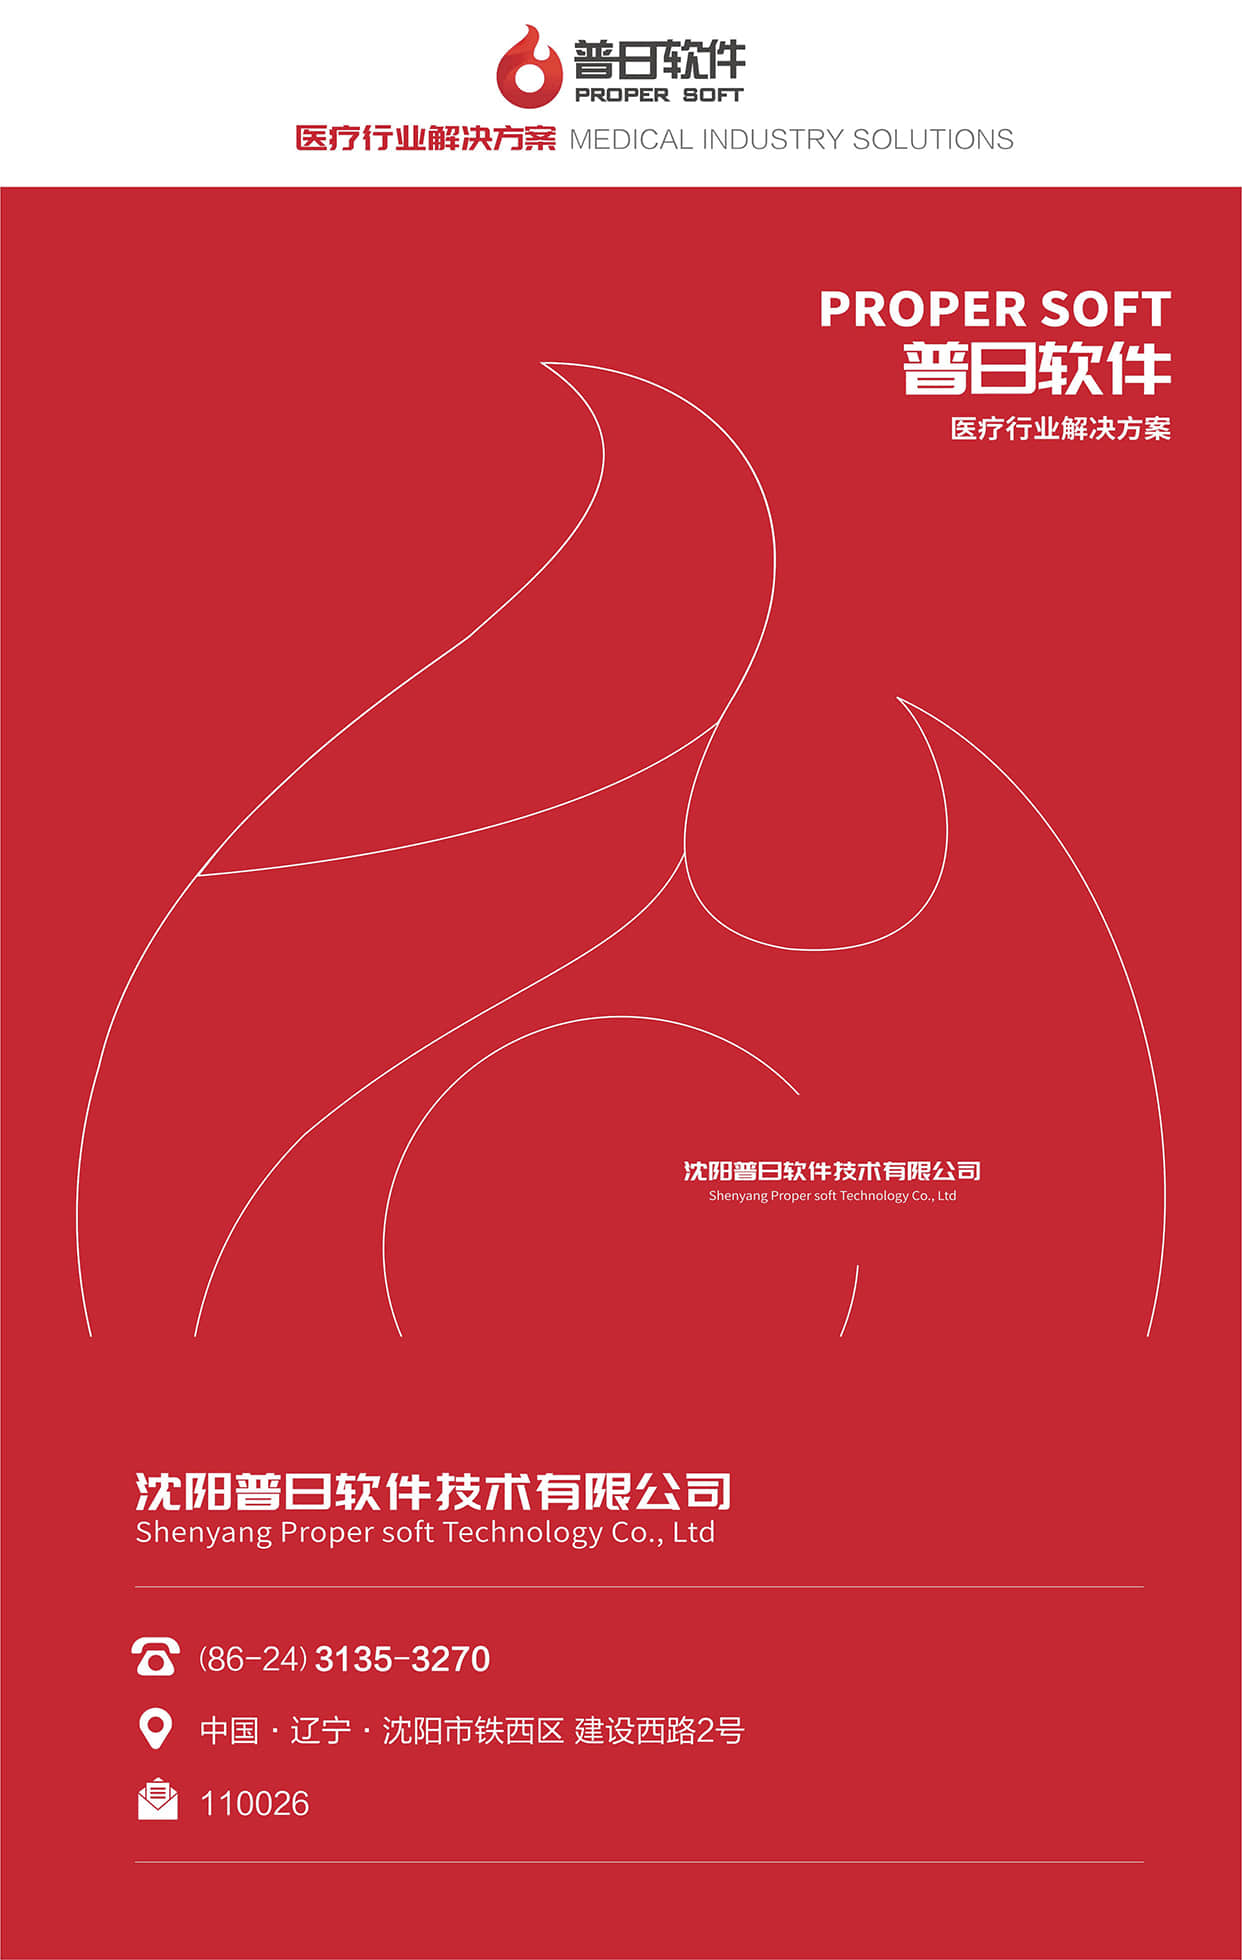 普日软件
PROPER SOFT
医疗行业解决方案 MEDICAL INDUSTRY SOLUTIONS
PROPER SOFT
普日软件
医疗行业解决方案
沈阳普日软件技术有限公司
Shenyang Proper soft Technology Co., Ltd
沈阳普日软件技术有限公司
Shenyang Proper soft Technology Co., Ltd
(86-24) 3135-3270
中国·辽宁·沈阳市铁西区 建设西路2号
110026